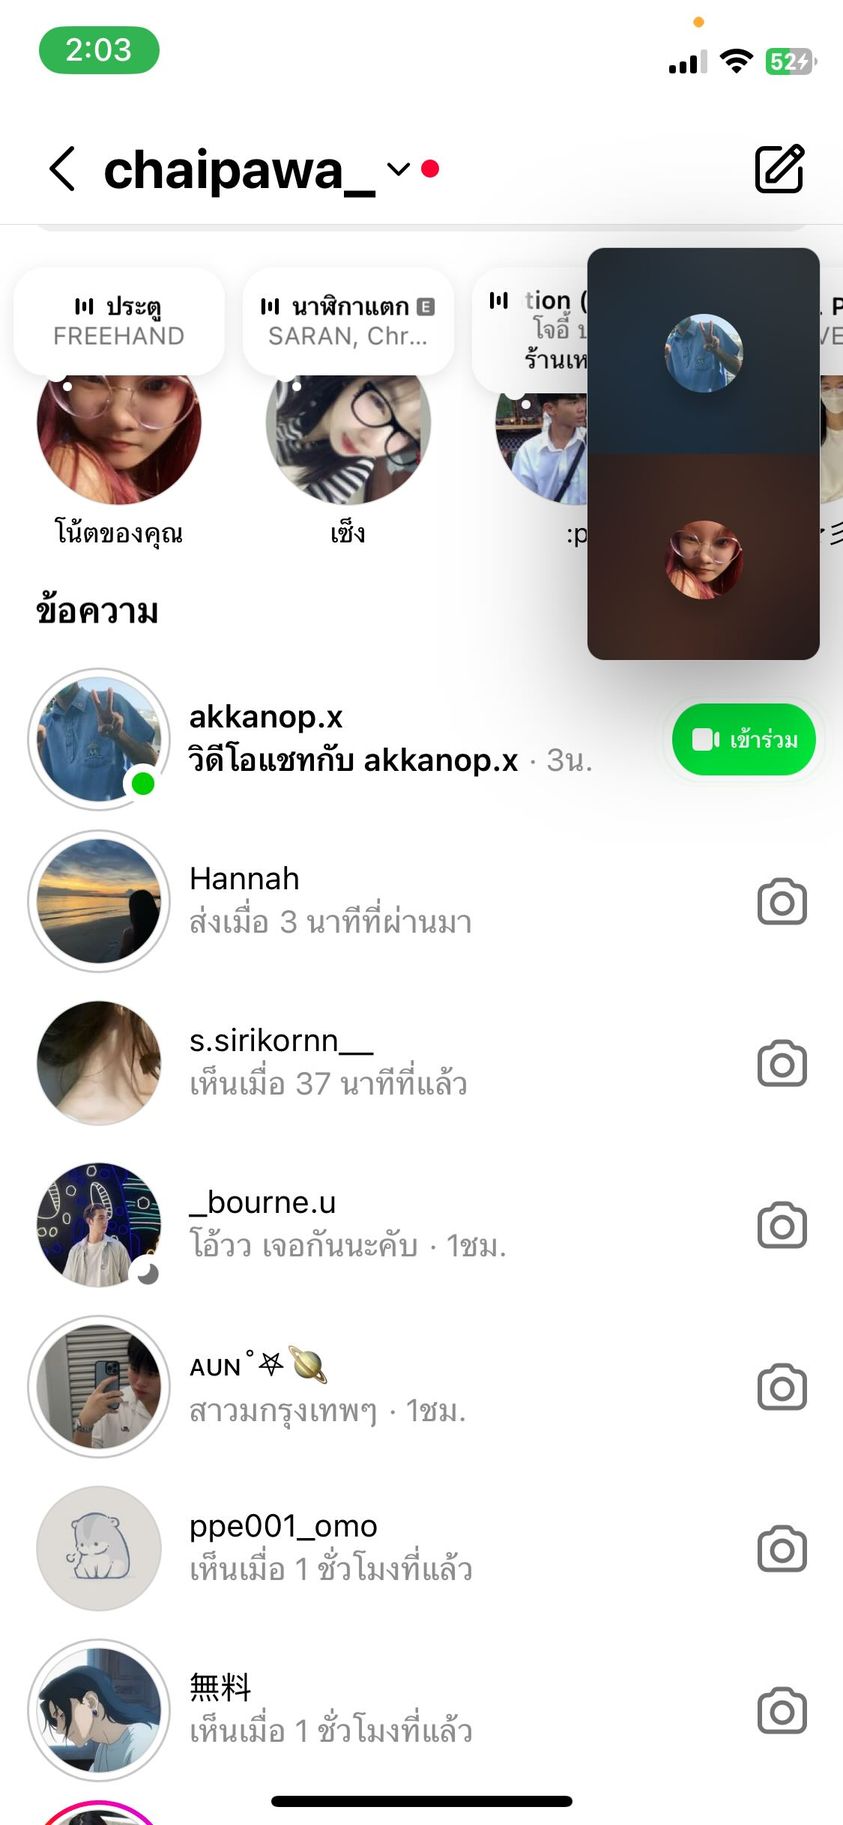 2:03
52
chaipawa_
ประตู
FREEHAND
นาฬิกาแตก E
SARAN, Chr...
tion (
โจอี้ ป
ร้านเห
. P
VE
โน้ตของคุณ
เซ็ง
:p
ข้อความ
akkanop.x
วิดีโอแชทกับ akkanop.x · 3น.
เข้าร่วม
Hannah
ส่งเมื่อ 3 นาทีที่ผ่านมา
s.sirikornn__
เห็นเมื่อ 37 นาทีที่แล้ว
_bourne.u
โอ้วว เจอกันนะคับ · 1ชม.
ᴀᴜɴ˚⛧🪐
สาวมกรุงเทพๆ · 1ชม.
ppe001_omo
เห็นเมื่อ 1 ชั่วโมงที่แล้ว
無料
เห็นเมื่อ 1 ชั่วโมงที่แล้ว